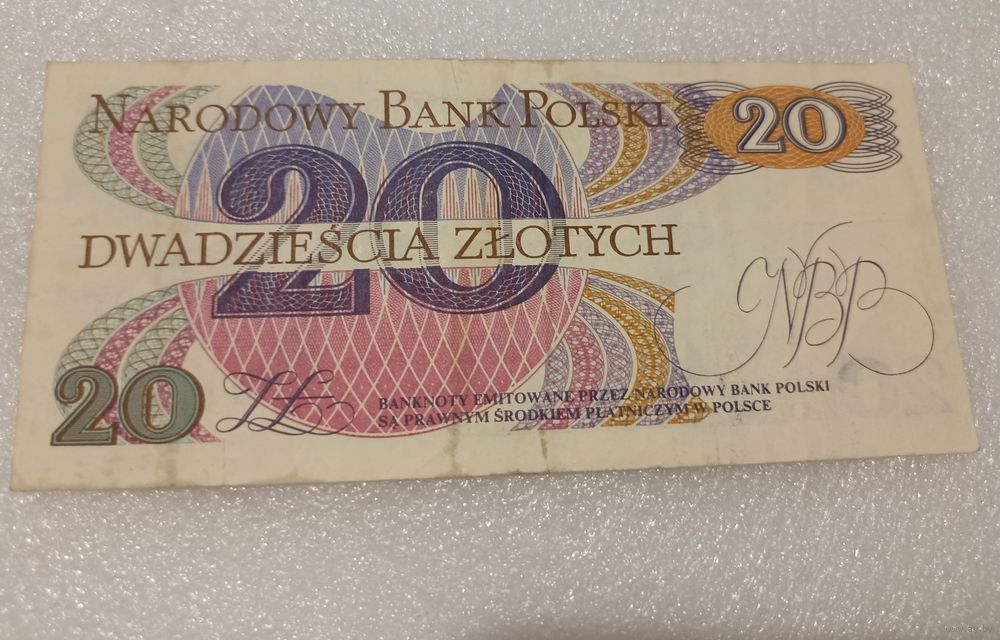 NARODOWY BANK POLSKI
20
20
DWADZIEŚCIA ZŁOTYCH
NBP
20
ZŁ
BANKNOTY EMITOWANE PRZEZ NARODOWY BANK POLSKI
SĄ PRAWNYM ŚRODKIEM PŁATNICZYM W POLSCE